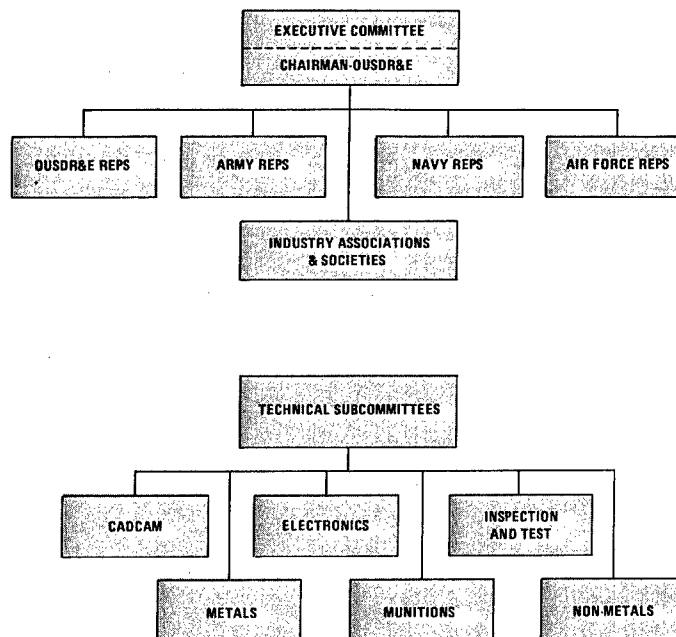 EXECUTIVE COMMITTEE
CHAIRMAN-OUSDR&E
OUSDR&E REPS
ARMY REPS
NAVY REPS
AIR FORCE REPS
INDUSTRY ASSOCIATIONS
& SOCIETIES
TECHNICAL SUBCOMMITTEES
CADCAM
ELECTRONICS
INSPECTION
AND TEST
METALS
MUNITIONS
NON-METALS